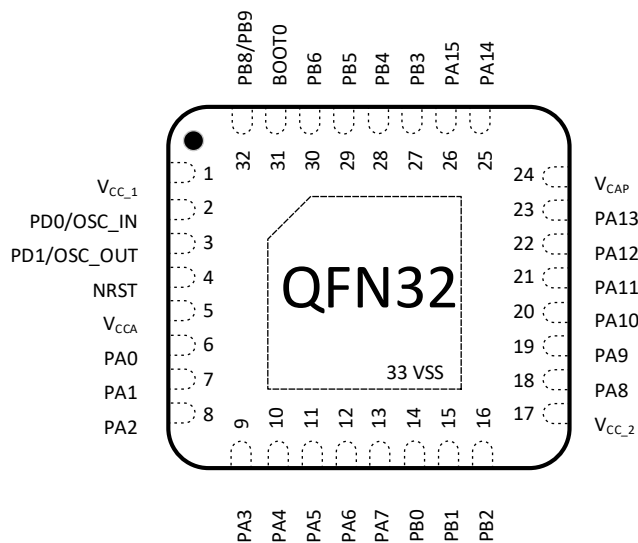 PB8/PB9
BOOT0
PB6
PB5
PB4
PB3
PA15
PA14
32
31
30
29
28
27
26
25
1
2
3
4
5
6
7
8
VCC_1
PD0/OSC_IN
PD1/OSC_OUT
NRST
VCCA
PA0
PA1
PA2
QFN32
33 VSS
24
23
22
21
20
19
18
17
VCAP
PA13
PA12
PA11
PA10
PA9
PA8
VCC_2
9
10
11
12
13
14
15
16
PA3
PA4
PA5
PA6
PA7
PB0
PB1
PB2